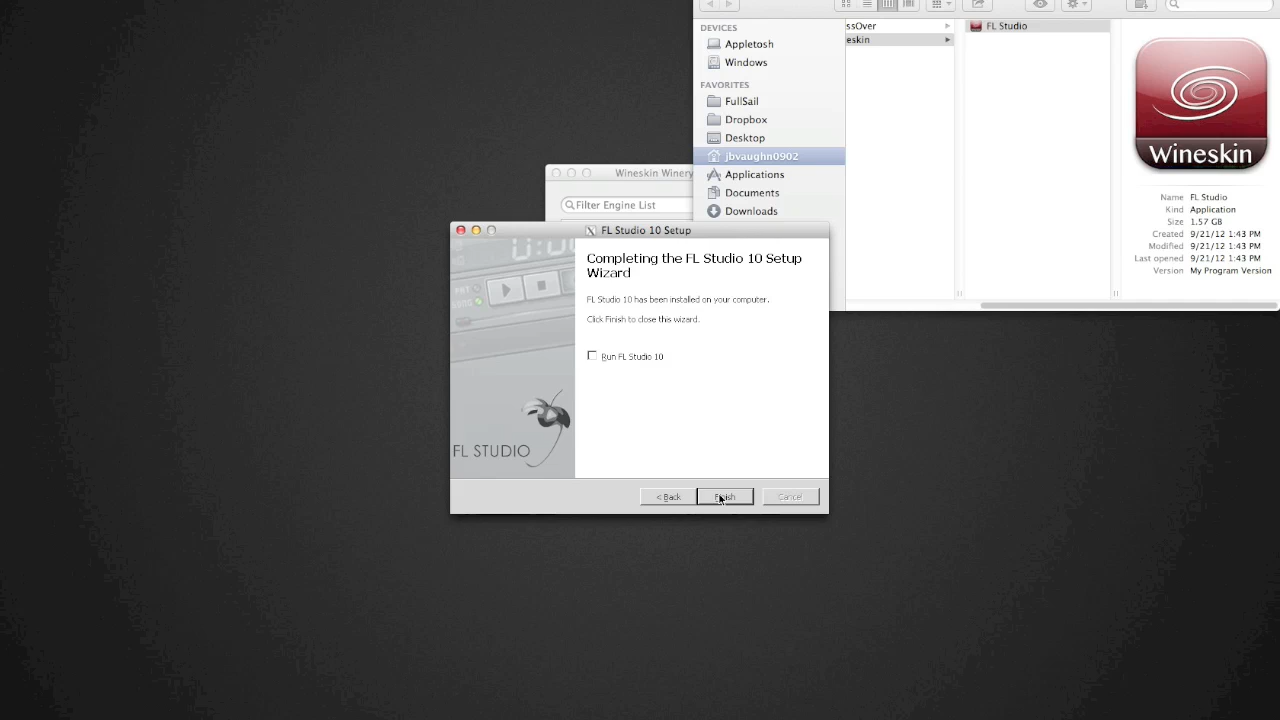 DEVICES
Appletosh
Windows
FAVORITES
FullSail
Dropbox
Desktop
jbvaughn0902
Applications
Documents
Downloads
ssOver
eskin
FL Studio
Wineskin
Name FL Studio
Kind Application
Size 1.57 GB
Created 9/21/12 1:43 PM
Modified 9/21/12 1:43 PM
Last opened 9/21/12 1:43 PM
Version My Program Version
Wineskin Winery
Filter Engine List
FL Studio 10 Setup
Completing the FL Studio 10 Setup
Wizard
FL Studio 10 has been installed on your computer.
Click Finish to close this wizard.
Run FL Studio 10
FL STUDIO
< Back
Finish
Cancel